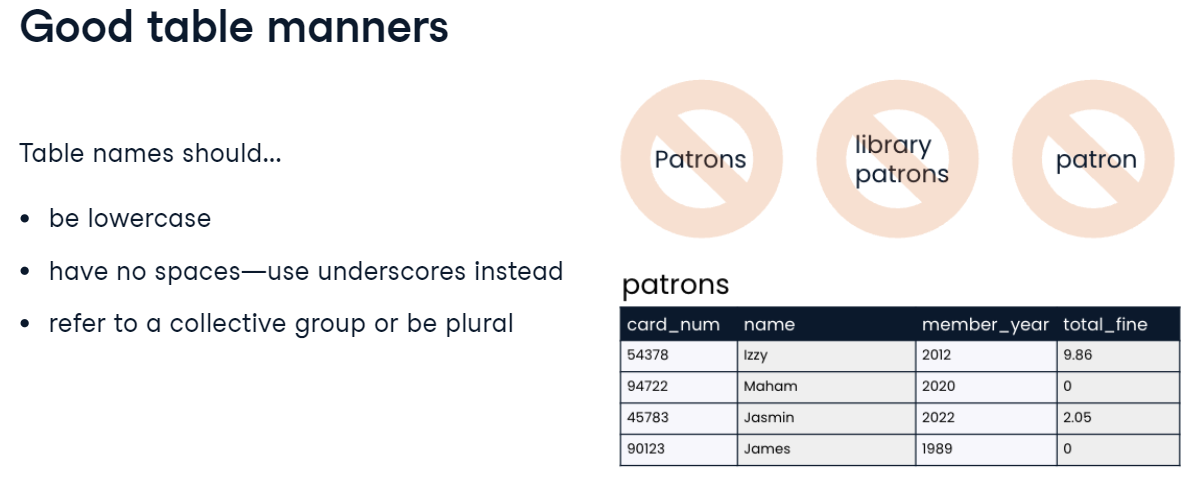 Good table manners
Table names should...
• be lowercase
• have no spaces—use underscores instead
• refer to a collective group or be plural
Patrons
library
patrons
patron
patrons
card_num name member_year total_fine
54378 Izzy 2012 9.86
94722 Maham 2020 0
45783 Jasmin 2022 2.05
90123 James 1989 0